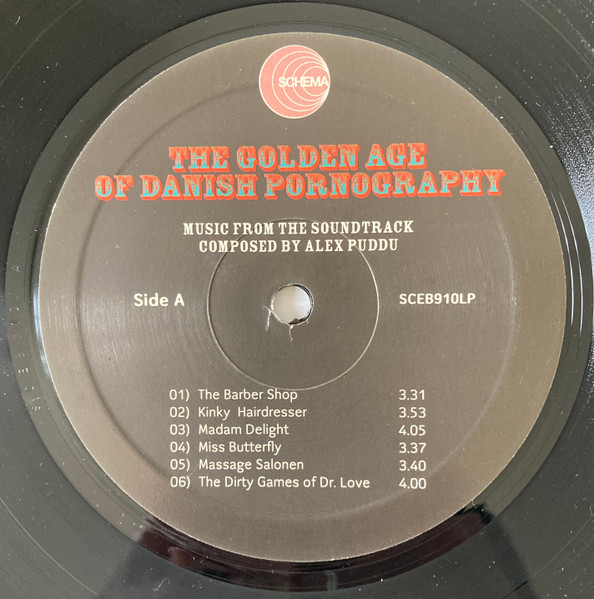 SCHEMA
THE GOLDEN AGE
OF DANISH PORNOGRAPHY
MUSIC FROM THE SOUNDTRACK
COMPOSED BY ALEX PUDDU
Side A SCEB910LP
01) The Barber Shop 3.31
02) Kinky Hairdresser 3.53
03) Madam Delight 4.05
04) Miss Butterfly 3.37
05) Massage Salonen 3.40
06) The Dirty Games of Dr. Love 4.00